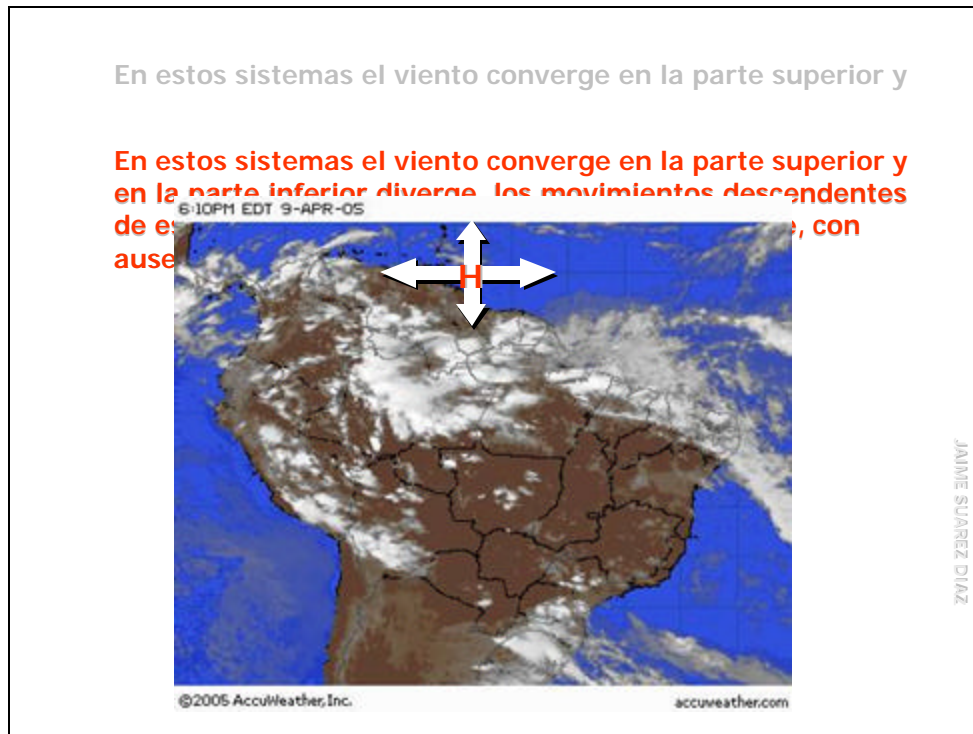 En estos sistemas el viento converge en la parte superior y
En estos sistemas el viento converge en la parte superior y
en la parte inferior diverge, los movimientos descendentes
de , con
6:10PM EDT 9-APR-05
H
JAIME SUAREZ DIAZ
©2005 AccuWeather, Inc.
accuweather.com